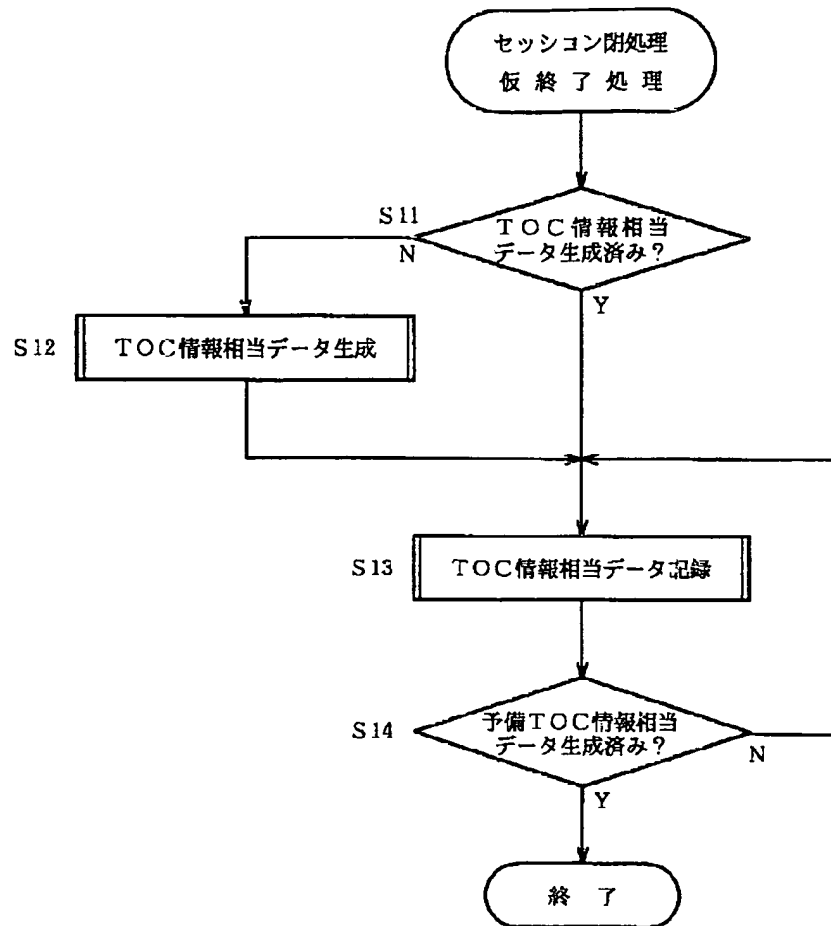 セッション閉処理
仮終了処理
S11
TOC情報相当
データ生成済み?
N
Y
S12
TOC情報相当データ生成
S13
TOC情報相当データ記録
S14
予備TOC情報相当
データ生成済み?
N
Y
終了